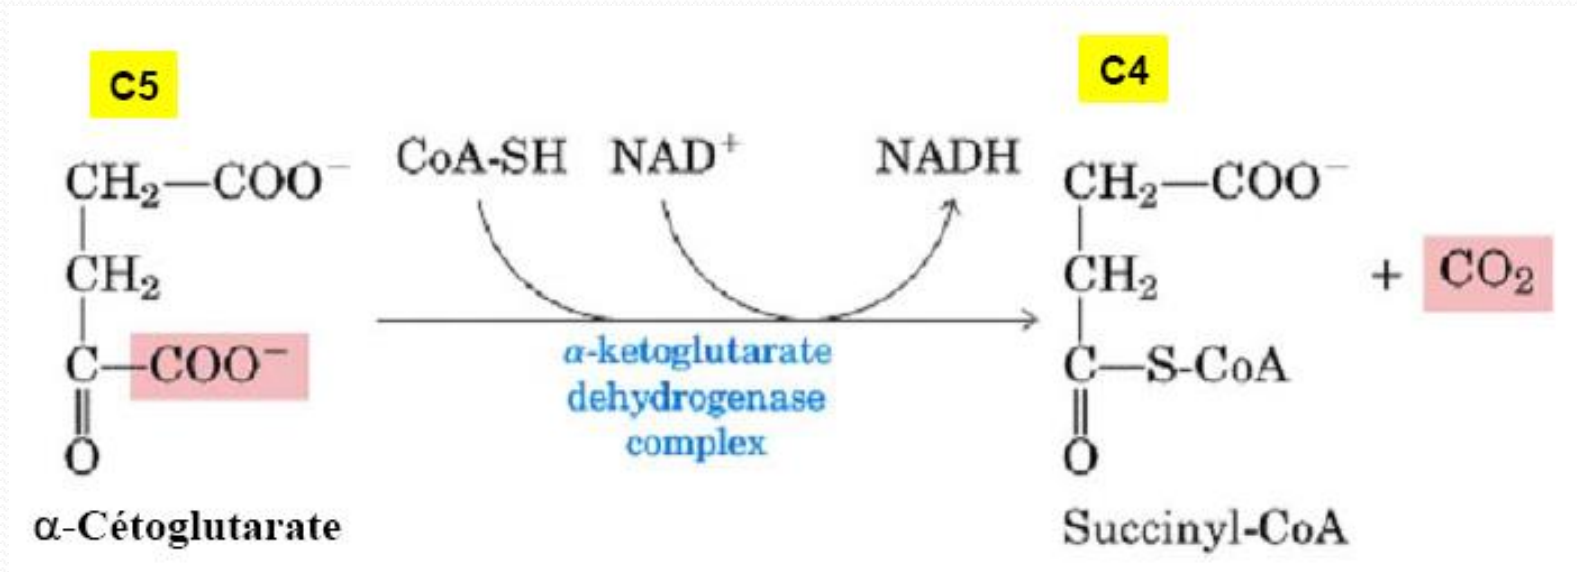 C5
C4
CoA-SH NAD⁺ NADH
CH₂—COO⁻
CH₂
C—COO⁻
O
α-ketoglutarate
dehydrogenase
complex
CH₂—COO⁻
CH₂
C—S-CoA
O
+ CO₂
α-Cétoglutarate
Succinyl-CoA